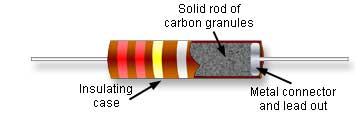 Solid rod of
carbon granules
Insulating
case
Metal connector
and lead out